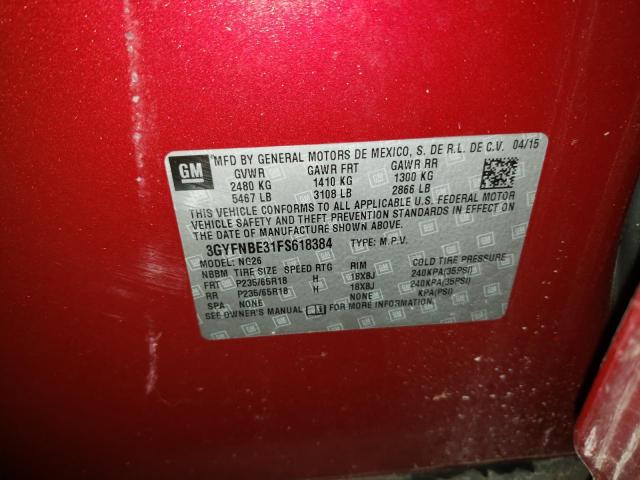 GM
MFD BY GENERAL MOTORS DE MEXICO, S. DE R.L. DE C.V. 04/15
GVWR GAWR FRT GAWR RR
2480 KG 1410 KG 1300 KG
5467 LB 3108 LB 2866 LB
THIS VEHICLE CONFORMS TO ALL APPLICABLE U.S. FEDERAL MOTOR
VEHICLE SAFETY AND THEFT PREVENTION STANDARDS IN EFFECT ON
THE DATE OF MANUFACTURE SHOWN ABOVE.
3GYFNBE31FS618384 TYPE: M.P.V.
MODEL: NG26
NBBM TIRE SIZE SPEED RTG RIM COLD TIRE PRESSURE
FRT P235/65R18 H 18X8J 240KPA(35PSI)
RR P235/65R18 H 18X8J 240KPA(35PSI)
SPA NONE NONE KPA(PSI)
SEE OWNER'S MANUAL FOR MORE INFORMATION.